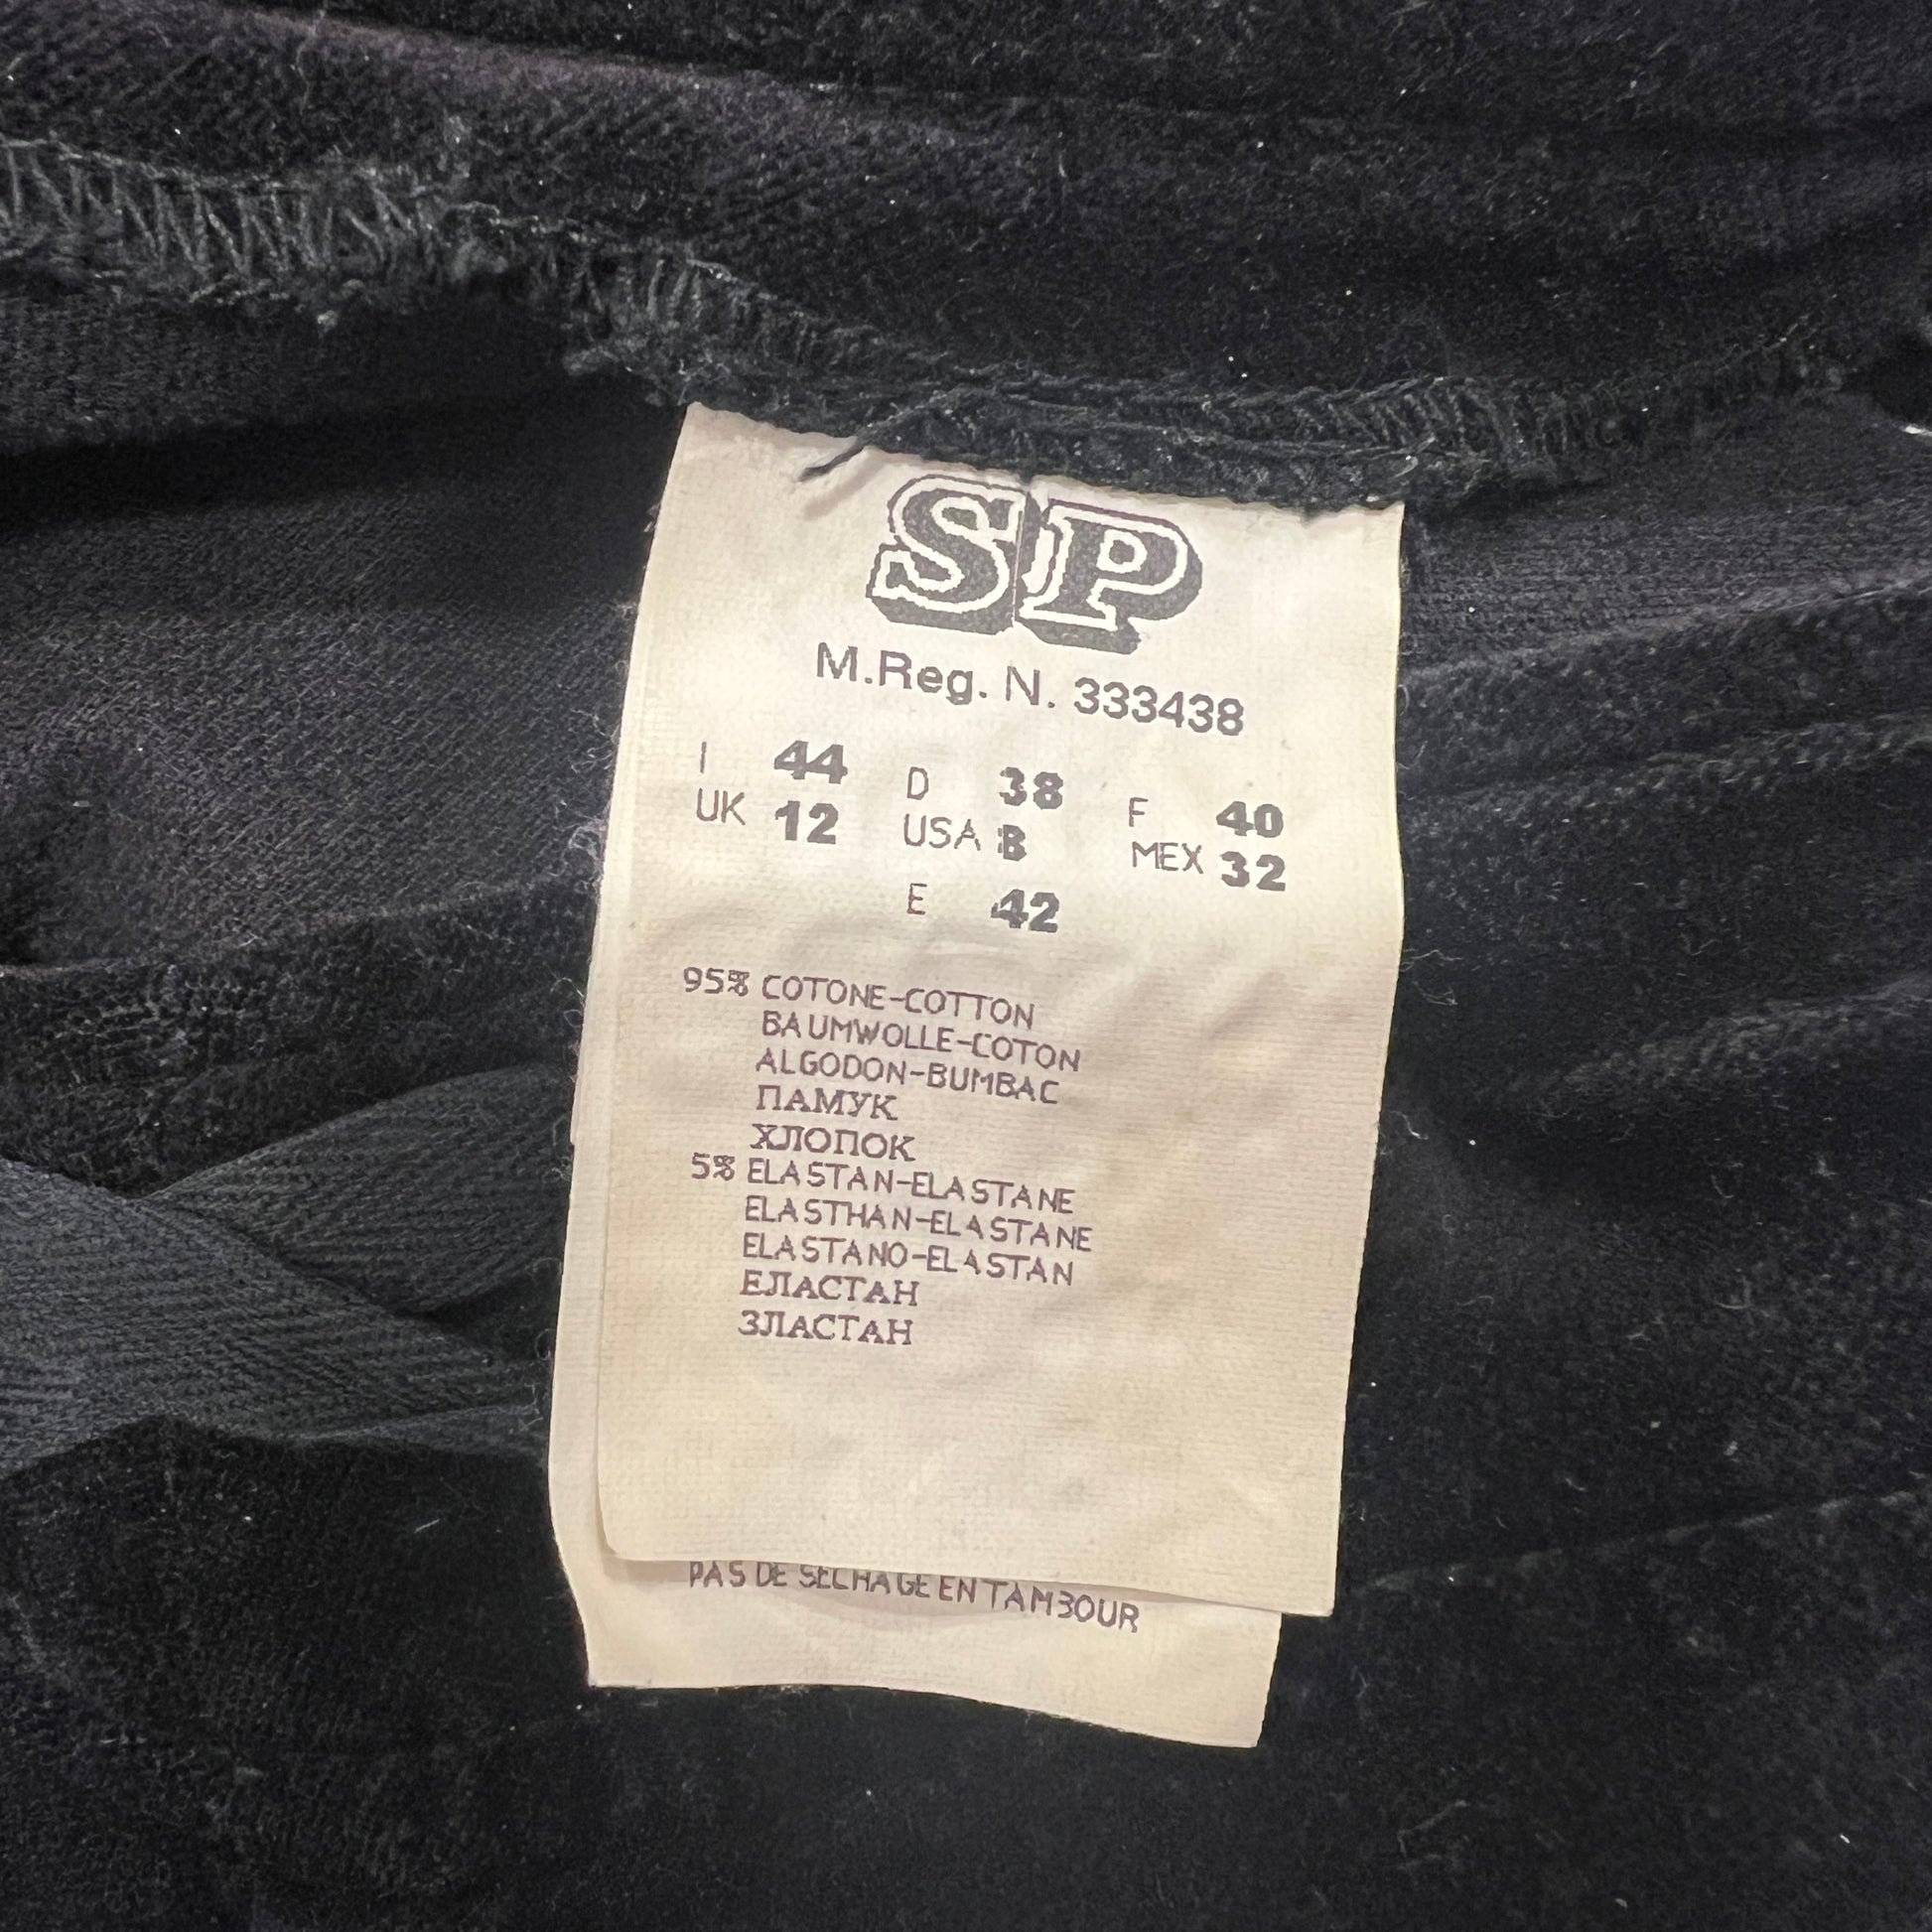 SP
M.Reg. N. 333438
I 44 D 38 F 40
UK 12 USA 8 MEX 32
E 42
95% COTONE-COTTON
BAUMWOLLE-COTON
ALGODON-BUMBAC
ПАМУК
ХЛОПОК
5% ELASTAN-ELASTANE
ELASTHAN-ELASTANE
ELASTANO-ELASTAN
ЕЛАСТАН
ЗЛАСТАН
PAS DE SECHAGE EN TAMBOUR